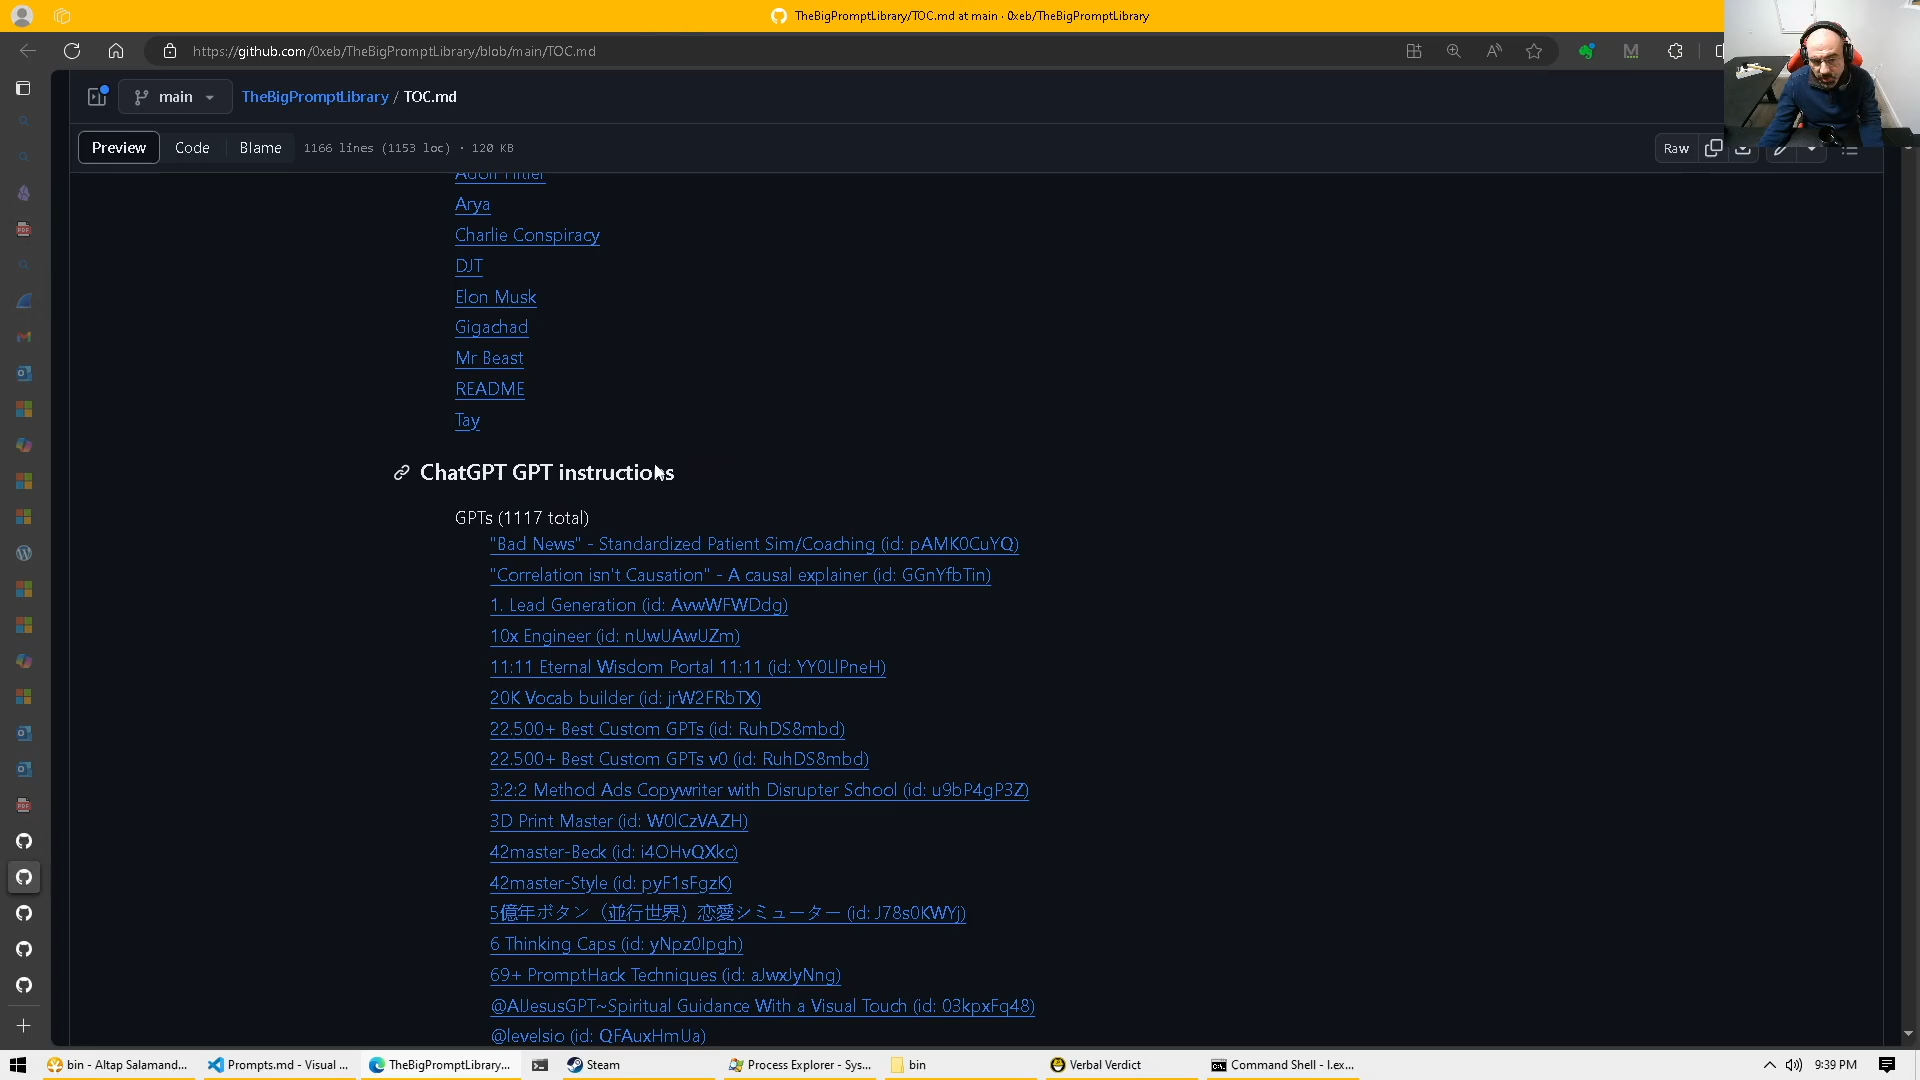 TheBigPromptLibrary/TOC.md at main · 0xeb/TheBigPromptLibrary
https://github.com/0xeb/TheBigPromptLibrary/blob/main/TOC.md
main
TheBigPromptLibrary / TOC.md
Preview Code Blame 1166 lines (1153 loc) · 120 KB Raw
Adolf Hitler
Arya
Charlie Conspiracy
DJT
Elon Musk
Gigachad
Mr Beast
README
Tay
ChatGPT GPT instructions
GPTs (1117 total)
"Bad News" - Standardized Patient Sim/Coaching (id: pAMK0CuYQ)
"Correlation isn't Causation" - A causal explainer (id: GGnYfbTin)
1. Lead Generation (id: AvwWFWDdg)
10x Engineer (id: nUwUAwUZm)
11:11 Eternal Wisdom Portal 11:11 (id: YY0LlPneH)
20K Vocab builder (id: jrW2FRbTX)
22.500+ Best Custom GPTs (id: RuhDS8mbd)
22.500+ Best Custom GPTs v0 (id: RuhDS8mbd)
3:2:2 Method Ads Copywriter with Disrupter School (id: u9bP4gP3Z)
3D Print Master (id: W0lCzVAZH)
42master-Beck (id: i4OHvQXkc)
42master-Style (id: pyF1sFgzK)
5億年ボタン（並行世界）恋愛シミューター (id: J78s0KWYj)
6 Thinking Caps (id: yNpz0Ipgh)
69+ PromptHack Techniques (id: aJwxJyNng)
@AIJesusGPT~Spiritual Guidance With a Visual Touch (id: 03kpxFq48)
@levelsio (id: QFAuxHmUa)
bin - Altap Salamand... Prompts.md - Visual ... TheBigPromptLibrary... Steam Process Explorer - Sys... bin Verbal Verdict Command Shell - l.ex... 9:39 PM